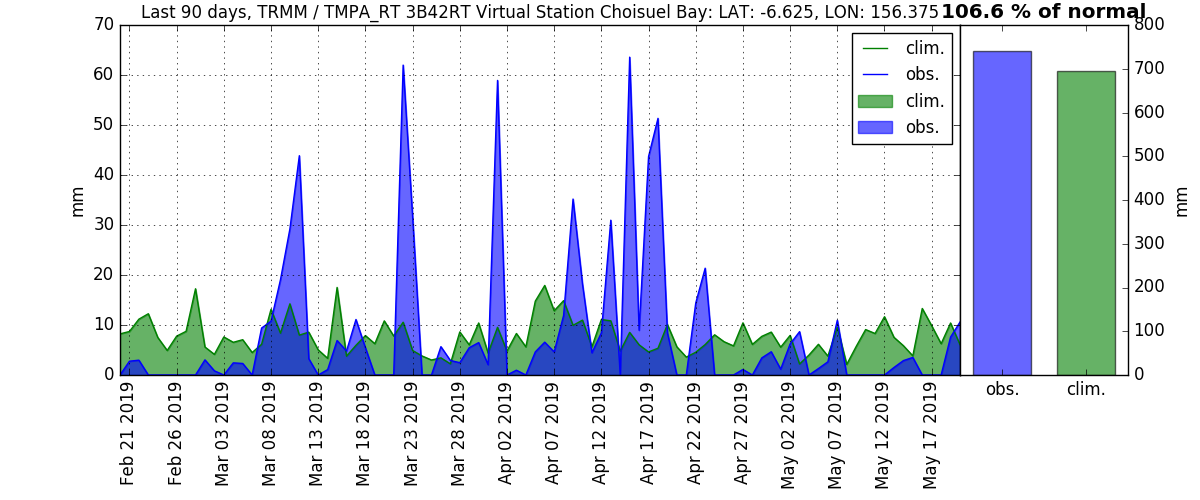 Last 90 days, TRMM / TMPA_RT 3B42RT Virtual Station Choisuel Bay: LAT: -6.625, LON: 156.375
106.6 % of normal
70
60
50
40
30
20
10
0
mm
clim.
obs.
clim.
obs.
Feb 21 2019
Feb 26 2019
Mar 03 2019
Mar 08 2019
Mar 13 2019
Mar 18 2019
Mar 23 2019
Mar 28 2019
Apr 02 2019
Apr 07 2019
Apr 12 2019
Apr 17 2019
Apr 22 2019
Apr 27 2019
May 02 2019
May 07 2019
May 12 2019
May 17 2019
800
700
600
500
400
300
200
100
0
mm
obs.
clim.